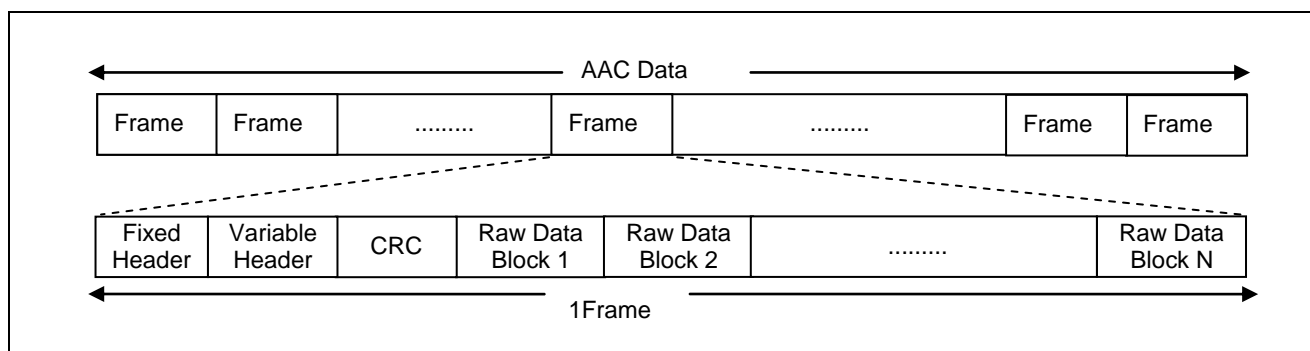 AAC Data
Frame Frame ......... Frame ......... Frame Frame
Fixed Header Variable Header CRC Raw Data Block 1 Raw Data Block 2 ......... Raw Data Block N
1Frame